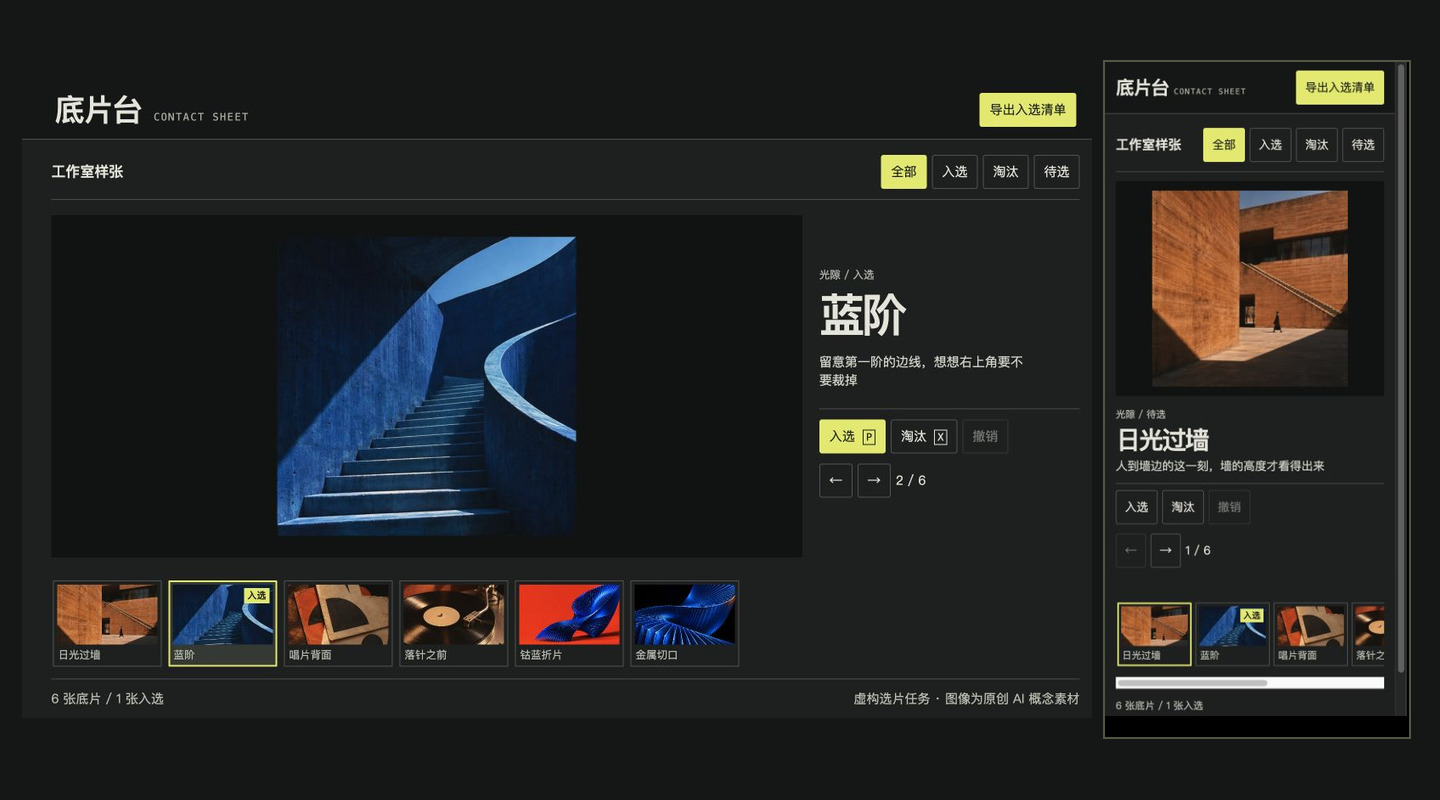 底片台 CONTACT SHEET
导出入选清单
工作室样张
全部 入选 淘汰 待选
光隙 / 入选
蓝阶
留意第一阶的边线，想想右上角要不
要裁掉
入选 P 淘汰 X 撤销
← → 2 / 6
入选
日光过墙 蓝阶 唱片背面 落针之前 钴蓝折片 金属切口
6 张底片 / 1 张入选
虚构选片任务 · 图像为原创 AI 概念素材
底片台 CONTACT SHEET
导出入选清单
工作室样张
全部 入选 淘汰 待选
光隙 / 待选
日光过墙
人到墙边的这一刻，墙的高度才看得出来
入选 淘汰 撤销
← → 1 / 6
入选
日光过墙 蓝阶 唱片背面 落针之
6 张底片 / 1 张入选